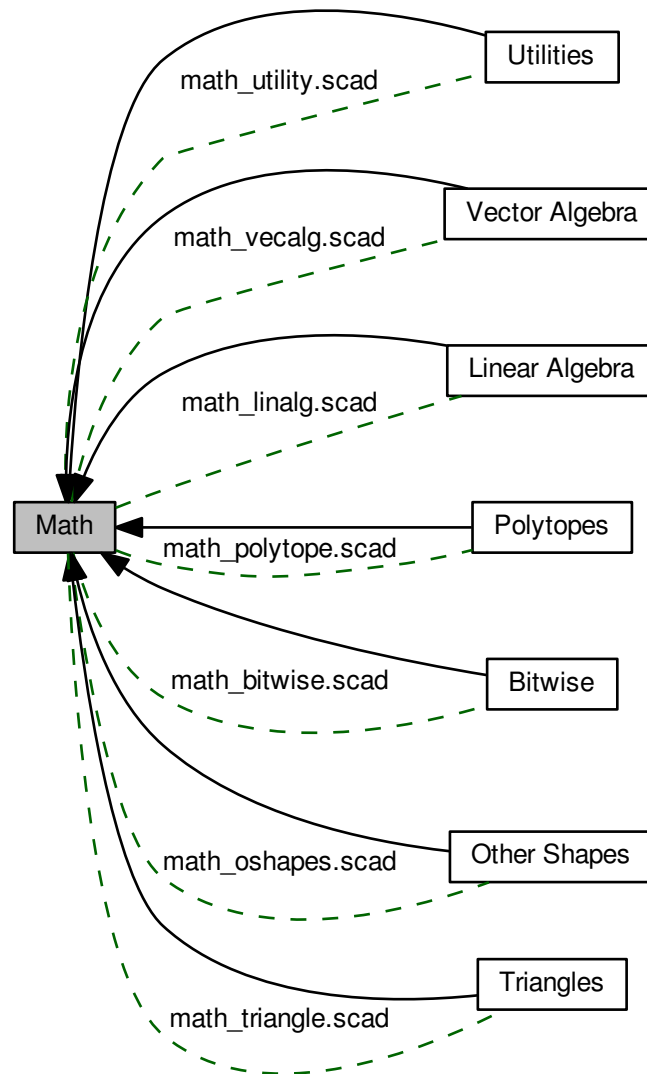 Utilities
math_utility.scad
Vector Algebra
math_vecalg.scad
Linear Algebra
math_linalg.scad
Math
Polytopes
math_polytope.scad
Bitwise
math_bitwise.scad
Other Shapes
math_oshapes.scad
Triangles
math_triangle.scad